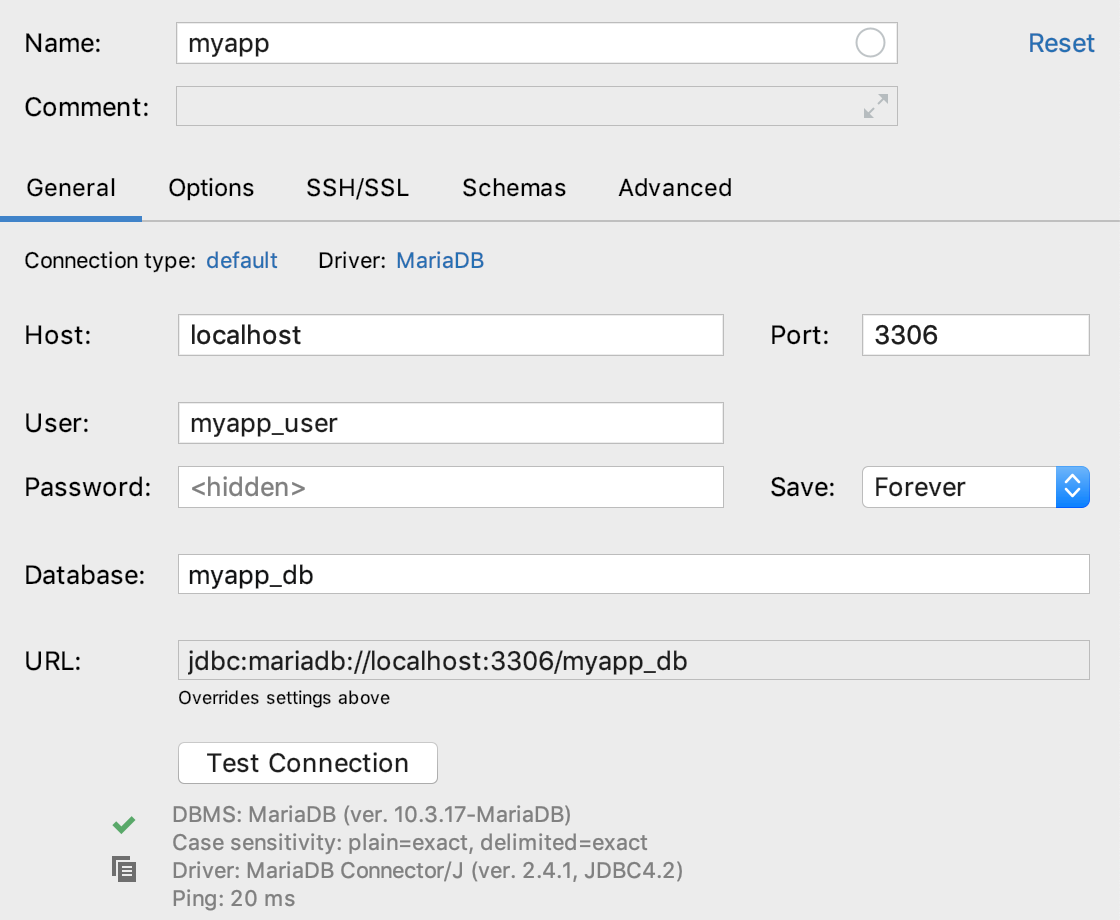 Name: myapp Reset
Comment:
General Options SSH/SSL Schemas Advanced
Connection type: default Driver: MariaDB
Host: localhost Port: 3306
User: myapp_user
Password: <hidden> Save: Forever
Database: myapp_db
URL: jdbc:mariadb://localhost:3306/myapp_db
Overrides settings above
Test Connection
DBMS: MariaDB (ver. 10.3.17-MariaDB)
Case sensitivity: plain=exact, delimited=exact
Driver: MariaDB Connector/J (ver. 2.4.1, JDBC4.2)
Ping: 20 ms